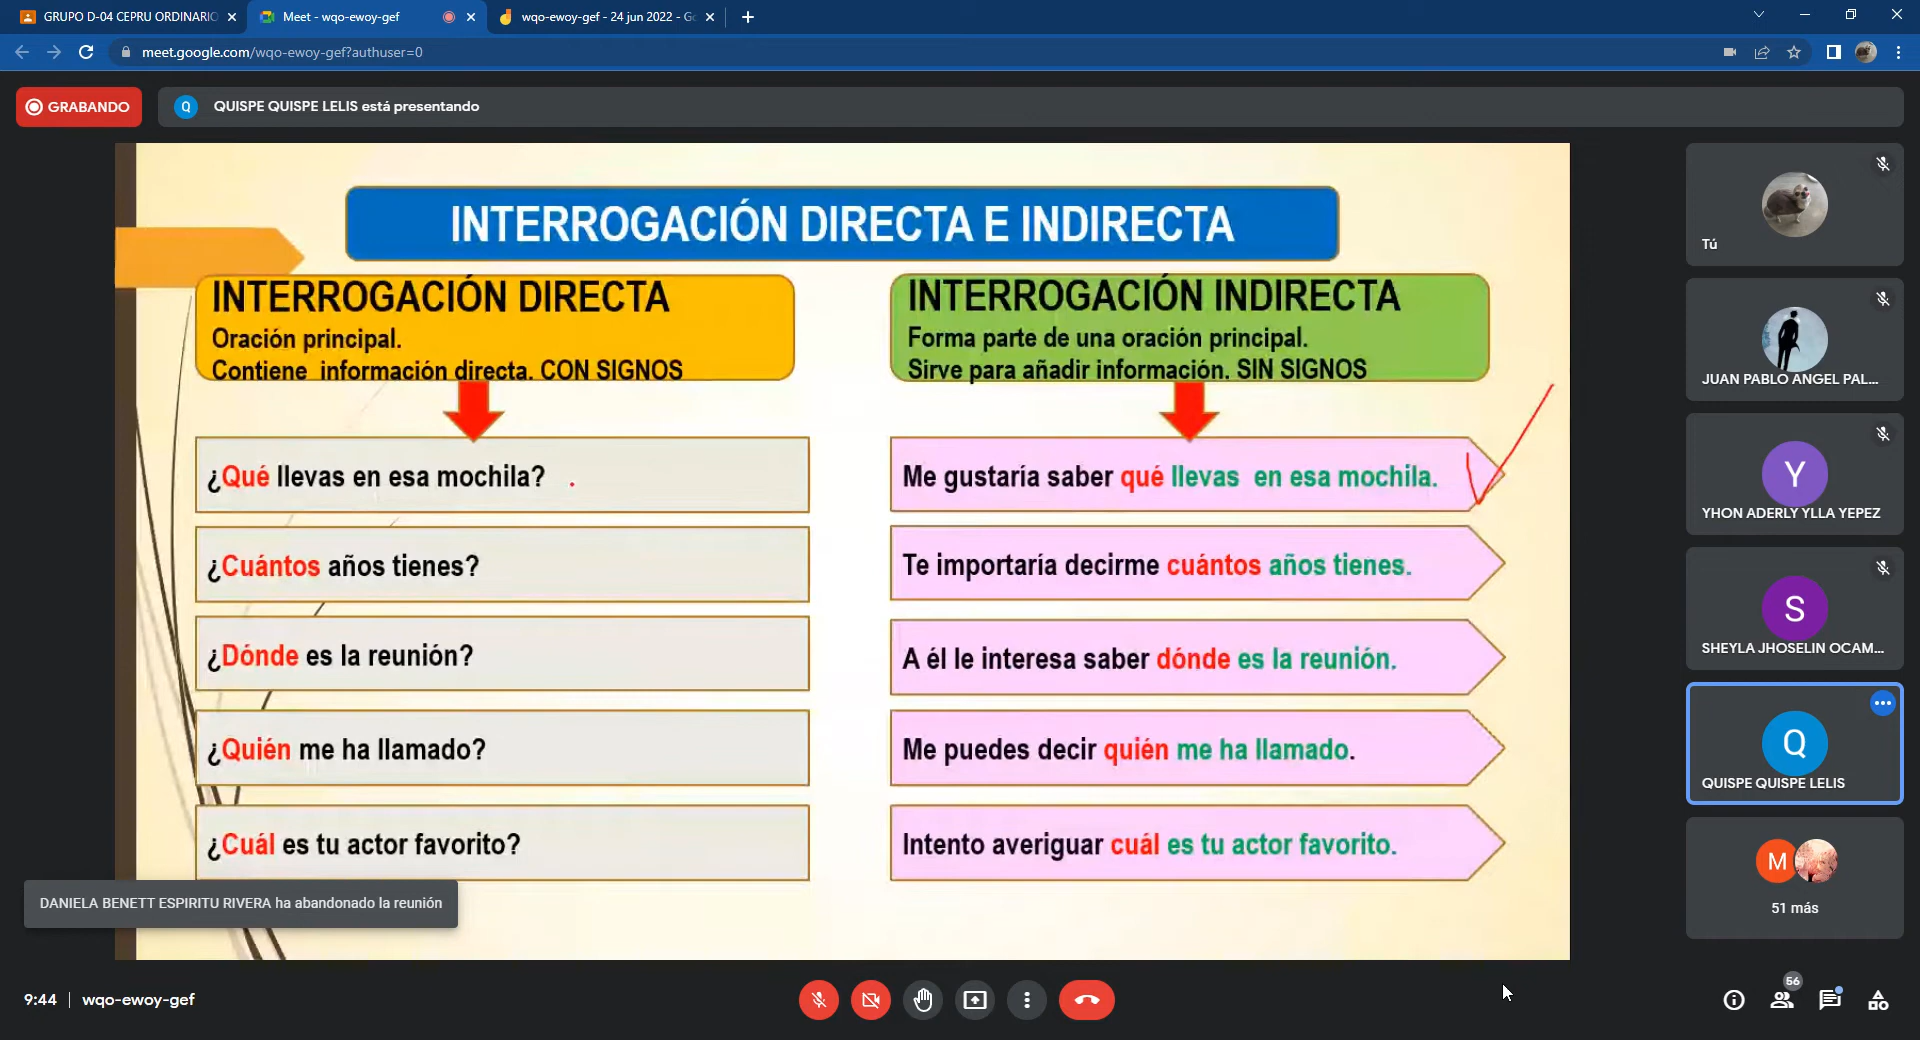 GRUPO D-04 CEPRU ORDINARIO
Meet - wqo-ewoy-gef
wqo-ewoy-gef - 24 jun 2022 - Go
meet.google.com/wqo-ewoy-gef?authuser=0
GRABANDO
Q
QUISPE QUISPE LELIS está presentando
INTERROGACIÓN DIRECTA E INDIRECTA
INTERROGACIÓN DIRECTA
Oración principal.
Contiene información directa. CON SIGNOS
INTERROGACIÓN INDIRECTA
Forma parte de una oración principal.
Sirve para añadir información. SIN SIGNOS
¿Qué llevas en esa mochila?
Me gustaría saber qué llevas en esa mochila.
¿Cuántos años tienes?
Te importaría decirme cuántos años tienes.
¿Dónde es la reunión?
A él le interesa saber dónde es la reunión.
¿Quién me ha llamado?
Me puedes decir quién me ha llamado.
¿Cuál es tu actor favorito?
Intento averiguar cuál es tu actor favorito.
DANIELA BENETT ESPIRITU RIVERA ha abandonado la reunión
Tú
JUAN PABLO ANGEL PAL...
Y
YHON ADERLY YLLA YEPEZ
S
SHEYLA JHOSELIN OCAM...
Q
QUISPE QUISPE LELIS
M
51 más
9:44 | wqo-ewoy-gef
56